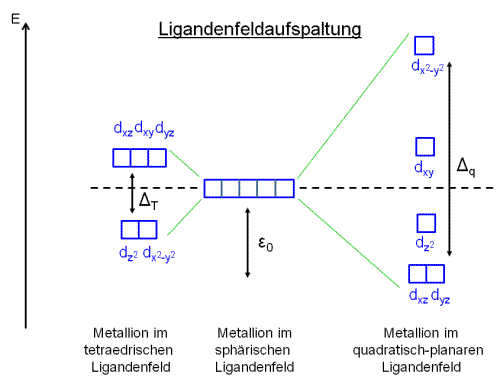 E
Ligandenfeldaufspaltung
dx²-y²
dxz dxy dyz
dxy
Δq
ΔT
dz²
dz² dx²-y²
ε0
dxz dyz
Metallion im
tetraedrischen
Ligandenfeld
Metallion im
sphärischen
Ligandenfeld
Metallion im
quadratisch-planaren
Ligandenfeld